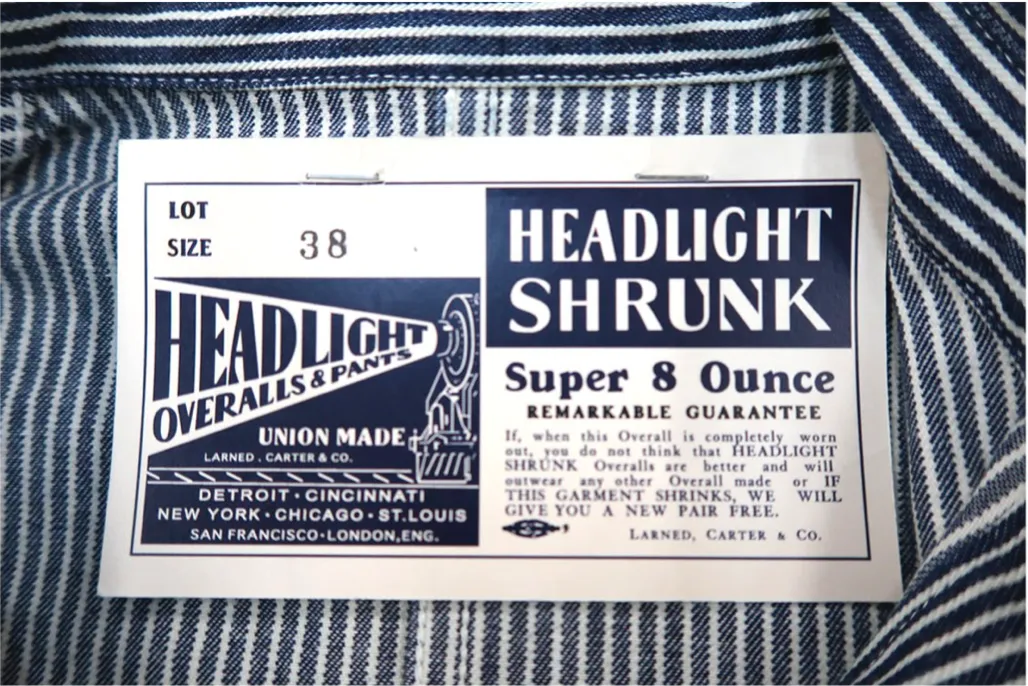 LOT
SIZE 38
HEADLIGHT
OVERALLS & PANTS
UNION MADE
LARNED . CARTER & CO.
DETROIT · CINCINNATI
NEW YORK · CHICAGO · ST. LOUIS
SAN FRANCISCO · LONDON, ENG.
HEADLIGHT
SHRUNK
Super 8 Ounce
REMARKABLE GUARANTEE
If, when this Overall is completely worn
out, you do not think that HEADLIGHT
SHRUNK Overalls are better and will
outwear any other Overall made or IF
THIS GARMENT SHRINKS, WE WILL
GIVE YOU A NEW PAIR FREE.
LARNED, CARTER & CO.